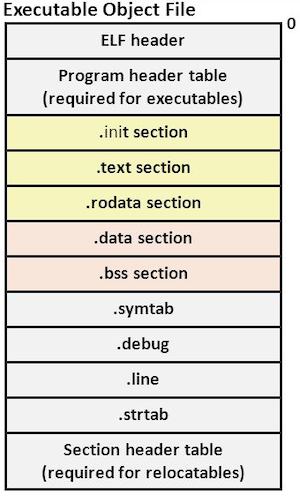 Executable Object File
0
ELF header
Program header table
(required for executables)
.init section
.text section
.rodata section
.data section
.bss section
.symtab
.debug
.line
.strtab
Section header table
(required for relocatables)